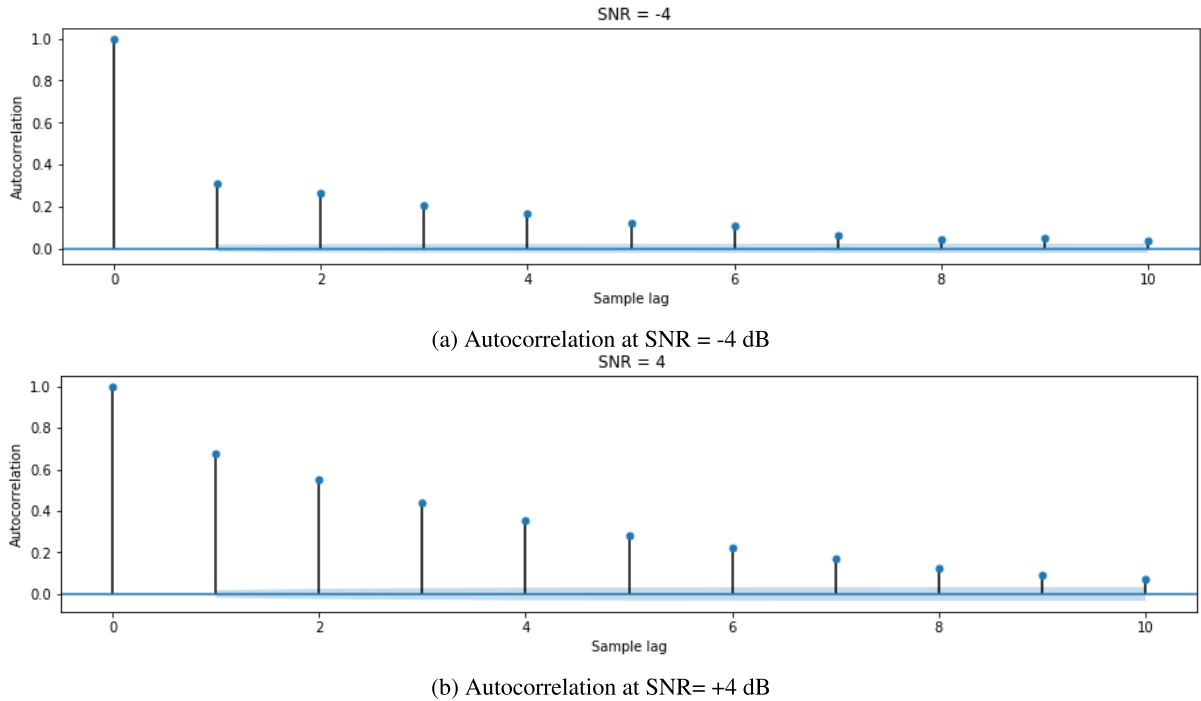 SNR = -4
1.0
0.8
0.6
0.4
0.2
0.0
Autocorrelation
0 2 4 6 8 10
Sample lag
(a) Autocorrelation at SNR = -4 dB
SNR = 4
1.0
0.8
0.6
0.4
0.2
0.0
Autocorrelation
0 2 4 6 8 10
Sample lag
(b) Autocorrelation at SNR= +4 dB